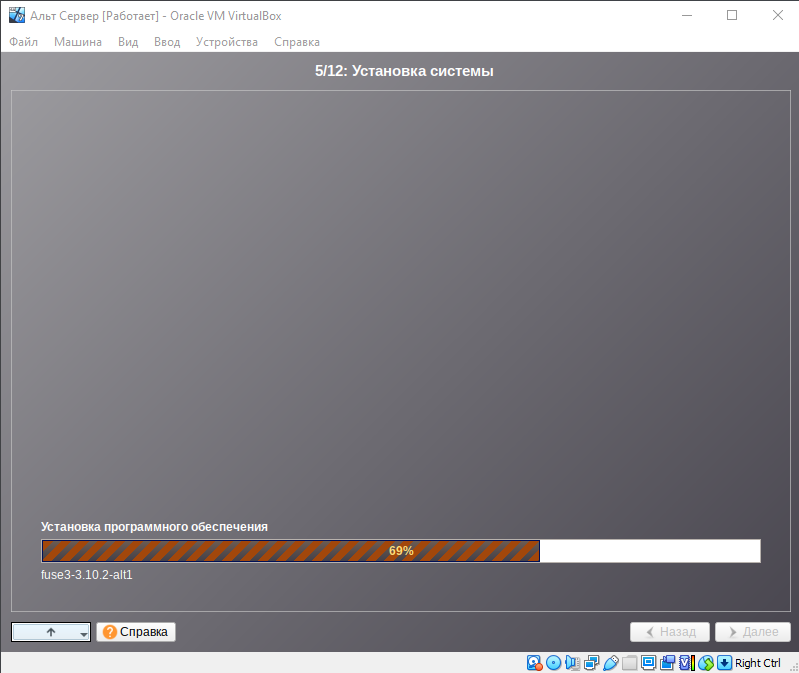 Альт Сервер [Работает] - Oracle VM VirtualBox
Файл Машина Вид Ввод Устройства Справка
5/12: Установка системы
Установка программного обеспечения
69%
fuse3-3.10.2-alt1
Справка
Назад
Далее
Right Ctrl